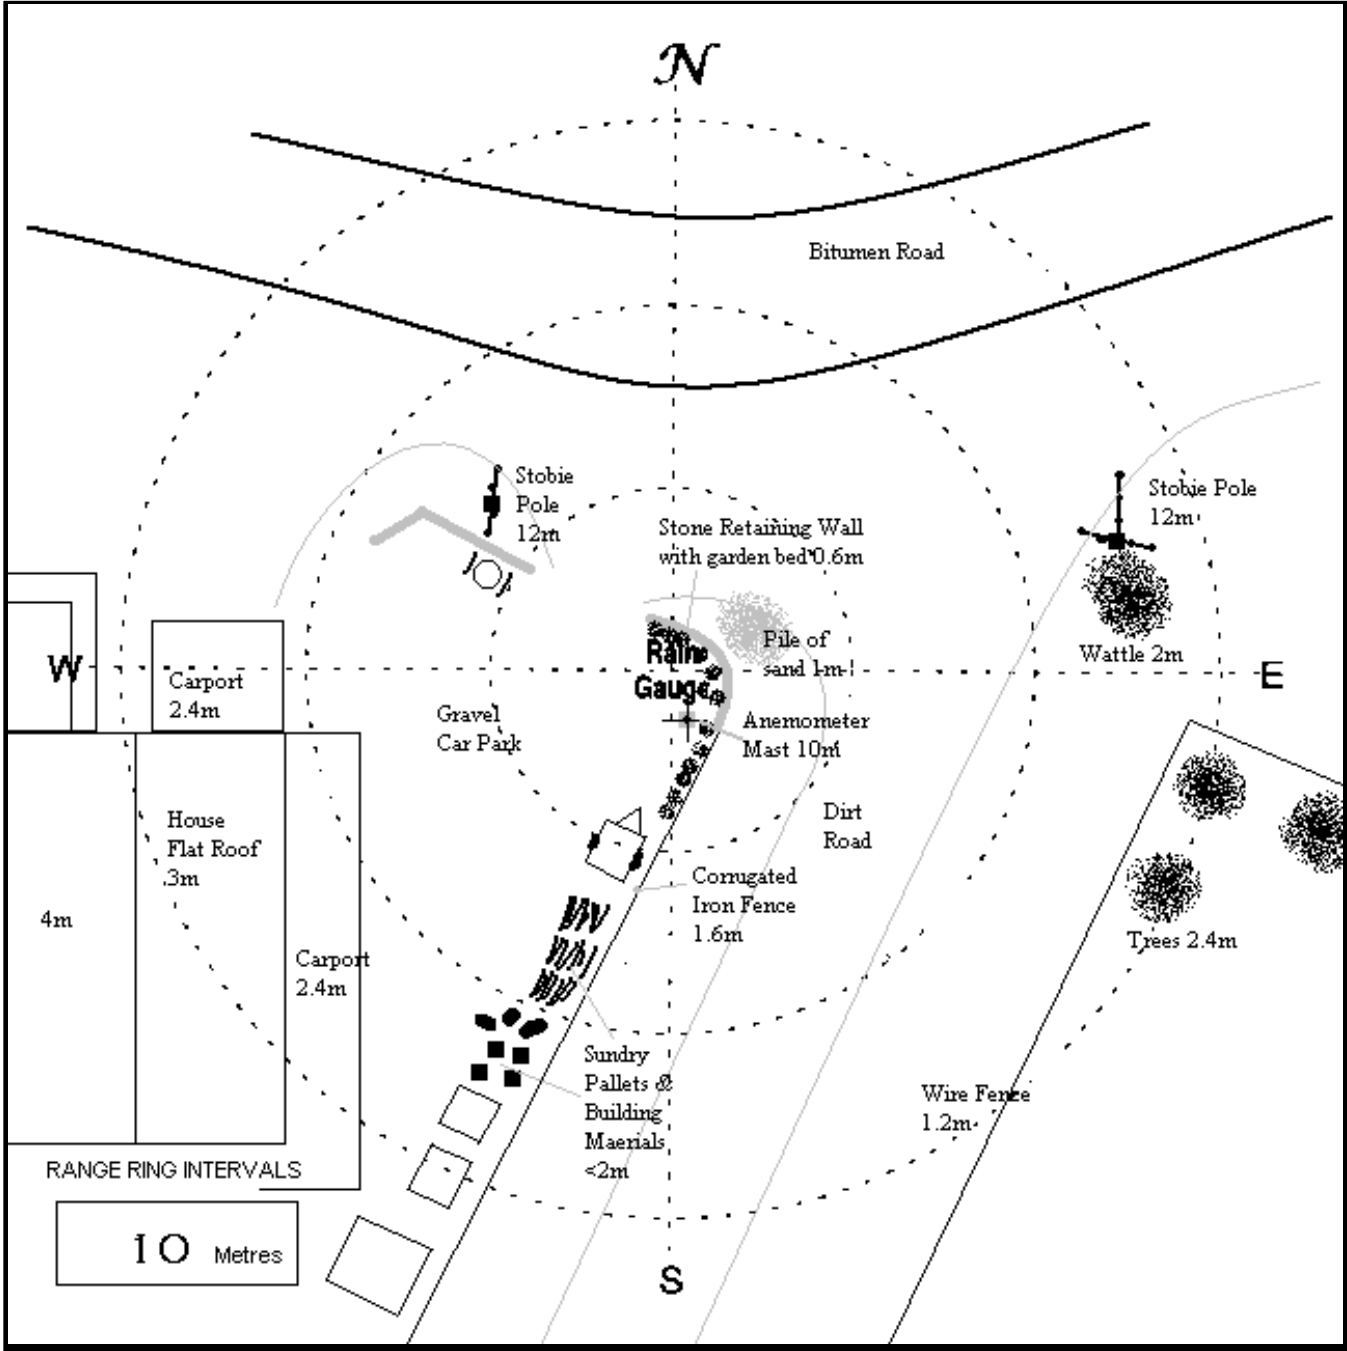 N
Bitumen Road
Stobie
Pole
12m
Stobie Pole
12m
Stone Retaining Wall
with garden bed 0.6m
W
Carport
2.4m
Rain
Gauge
Pile of
sand 1m
Wattle 2m
E
Gravel
Car Park
Anemometer
Mast 10m
House
Flat Roof
3m
Dirt
Road
4m
Carport
2.4m
Corrugated
Iron Fence
1.6m
Trees 2.4m
Sundry
Pallets &
Building
Maerials
<2m
Wire Fence
1.2m
RANGE RING INTERVALS
10 Metres
S